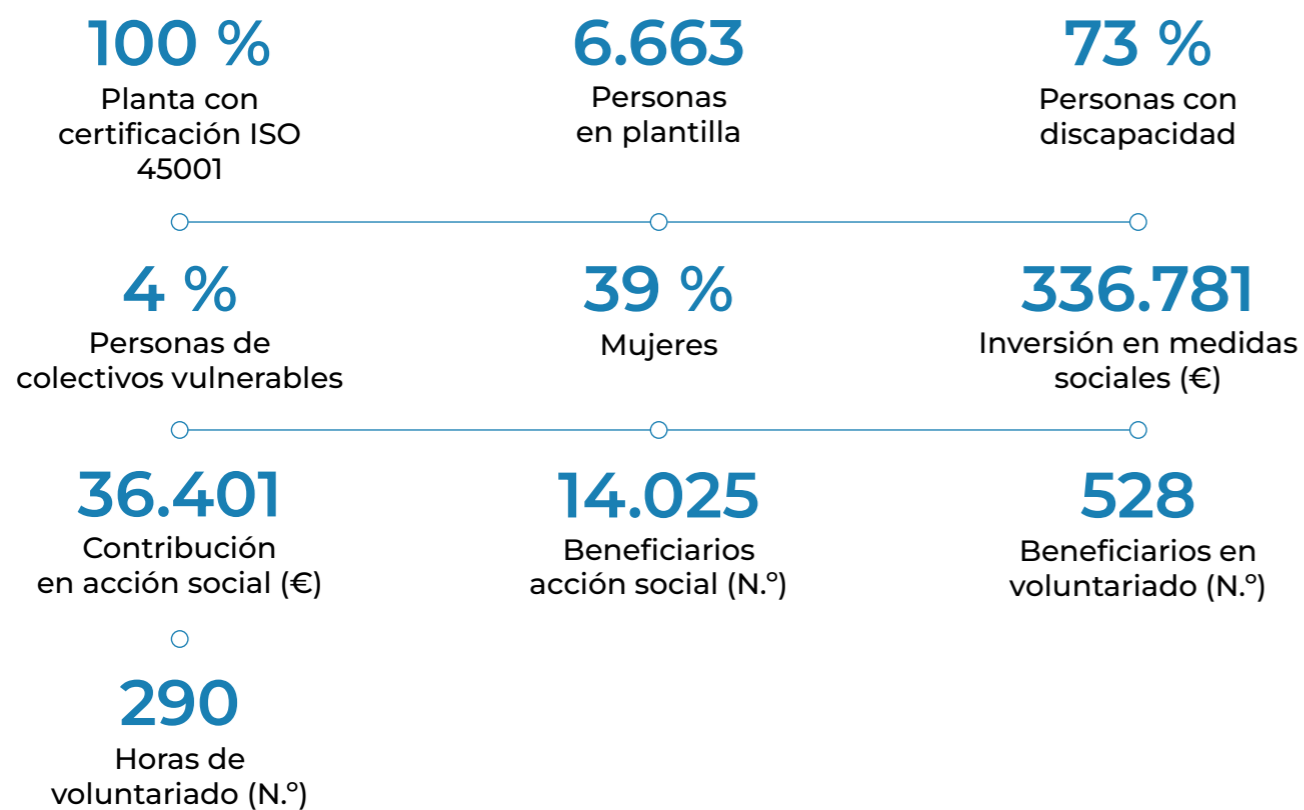 100 %
Planta con
certificación ISO
45001
6.663
Personas
en plantilla
73 %
Personas con
discapacidad
4 %
Personas de
colectivos vulnerables
39 %
Mujeres
336.781
Inversión en medidas
sociales (€)
36.401
Contribución
en acción social (€)
14.025
Beneficiarios
acción social (N.º)
528
Beneficiarios en
voluntariado (N.º)
290
Horas de
voluntariado (N.º)